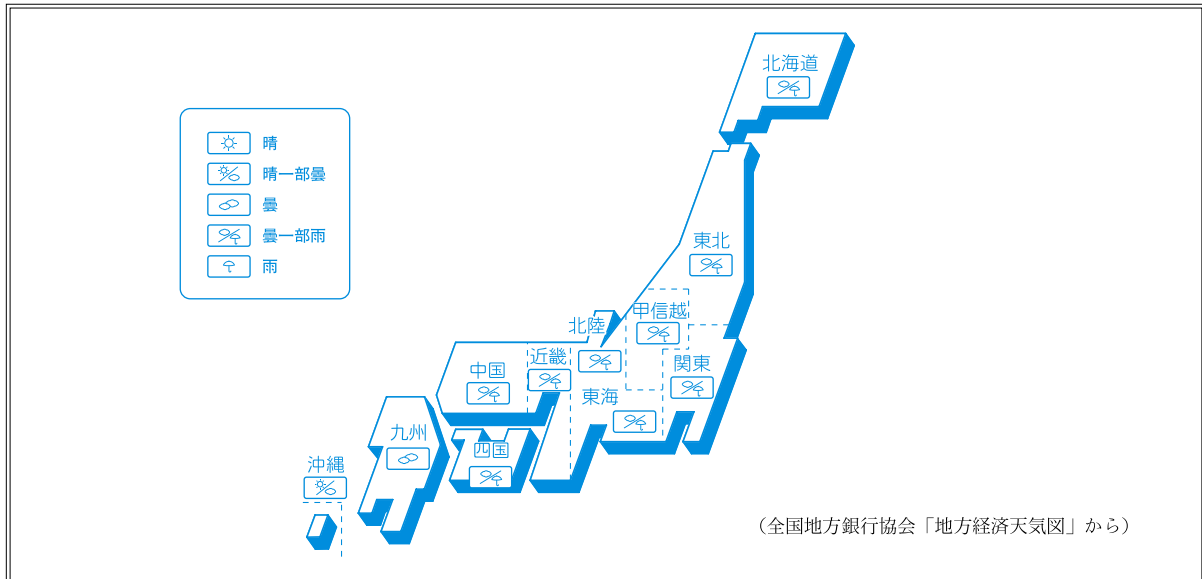 晴
晴一部曇
曇
曇一部雨
雨
北海道
東北
甲信越
北陸
近畿
関東
中国
東海
九州
四国
沖縄
（全国地方銀行協会「地方経済天気図」から）